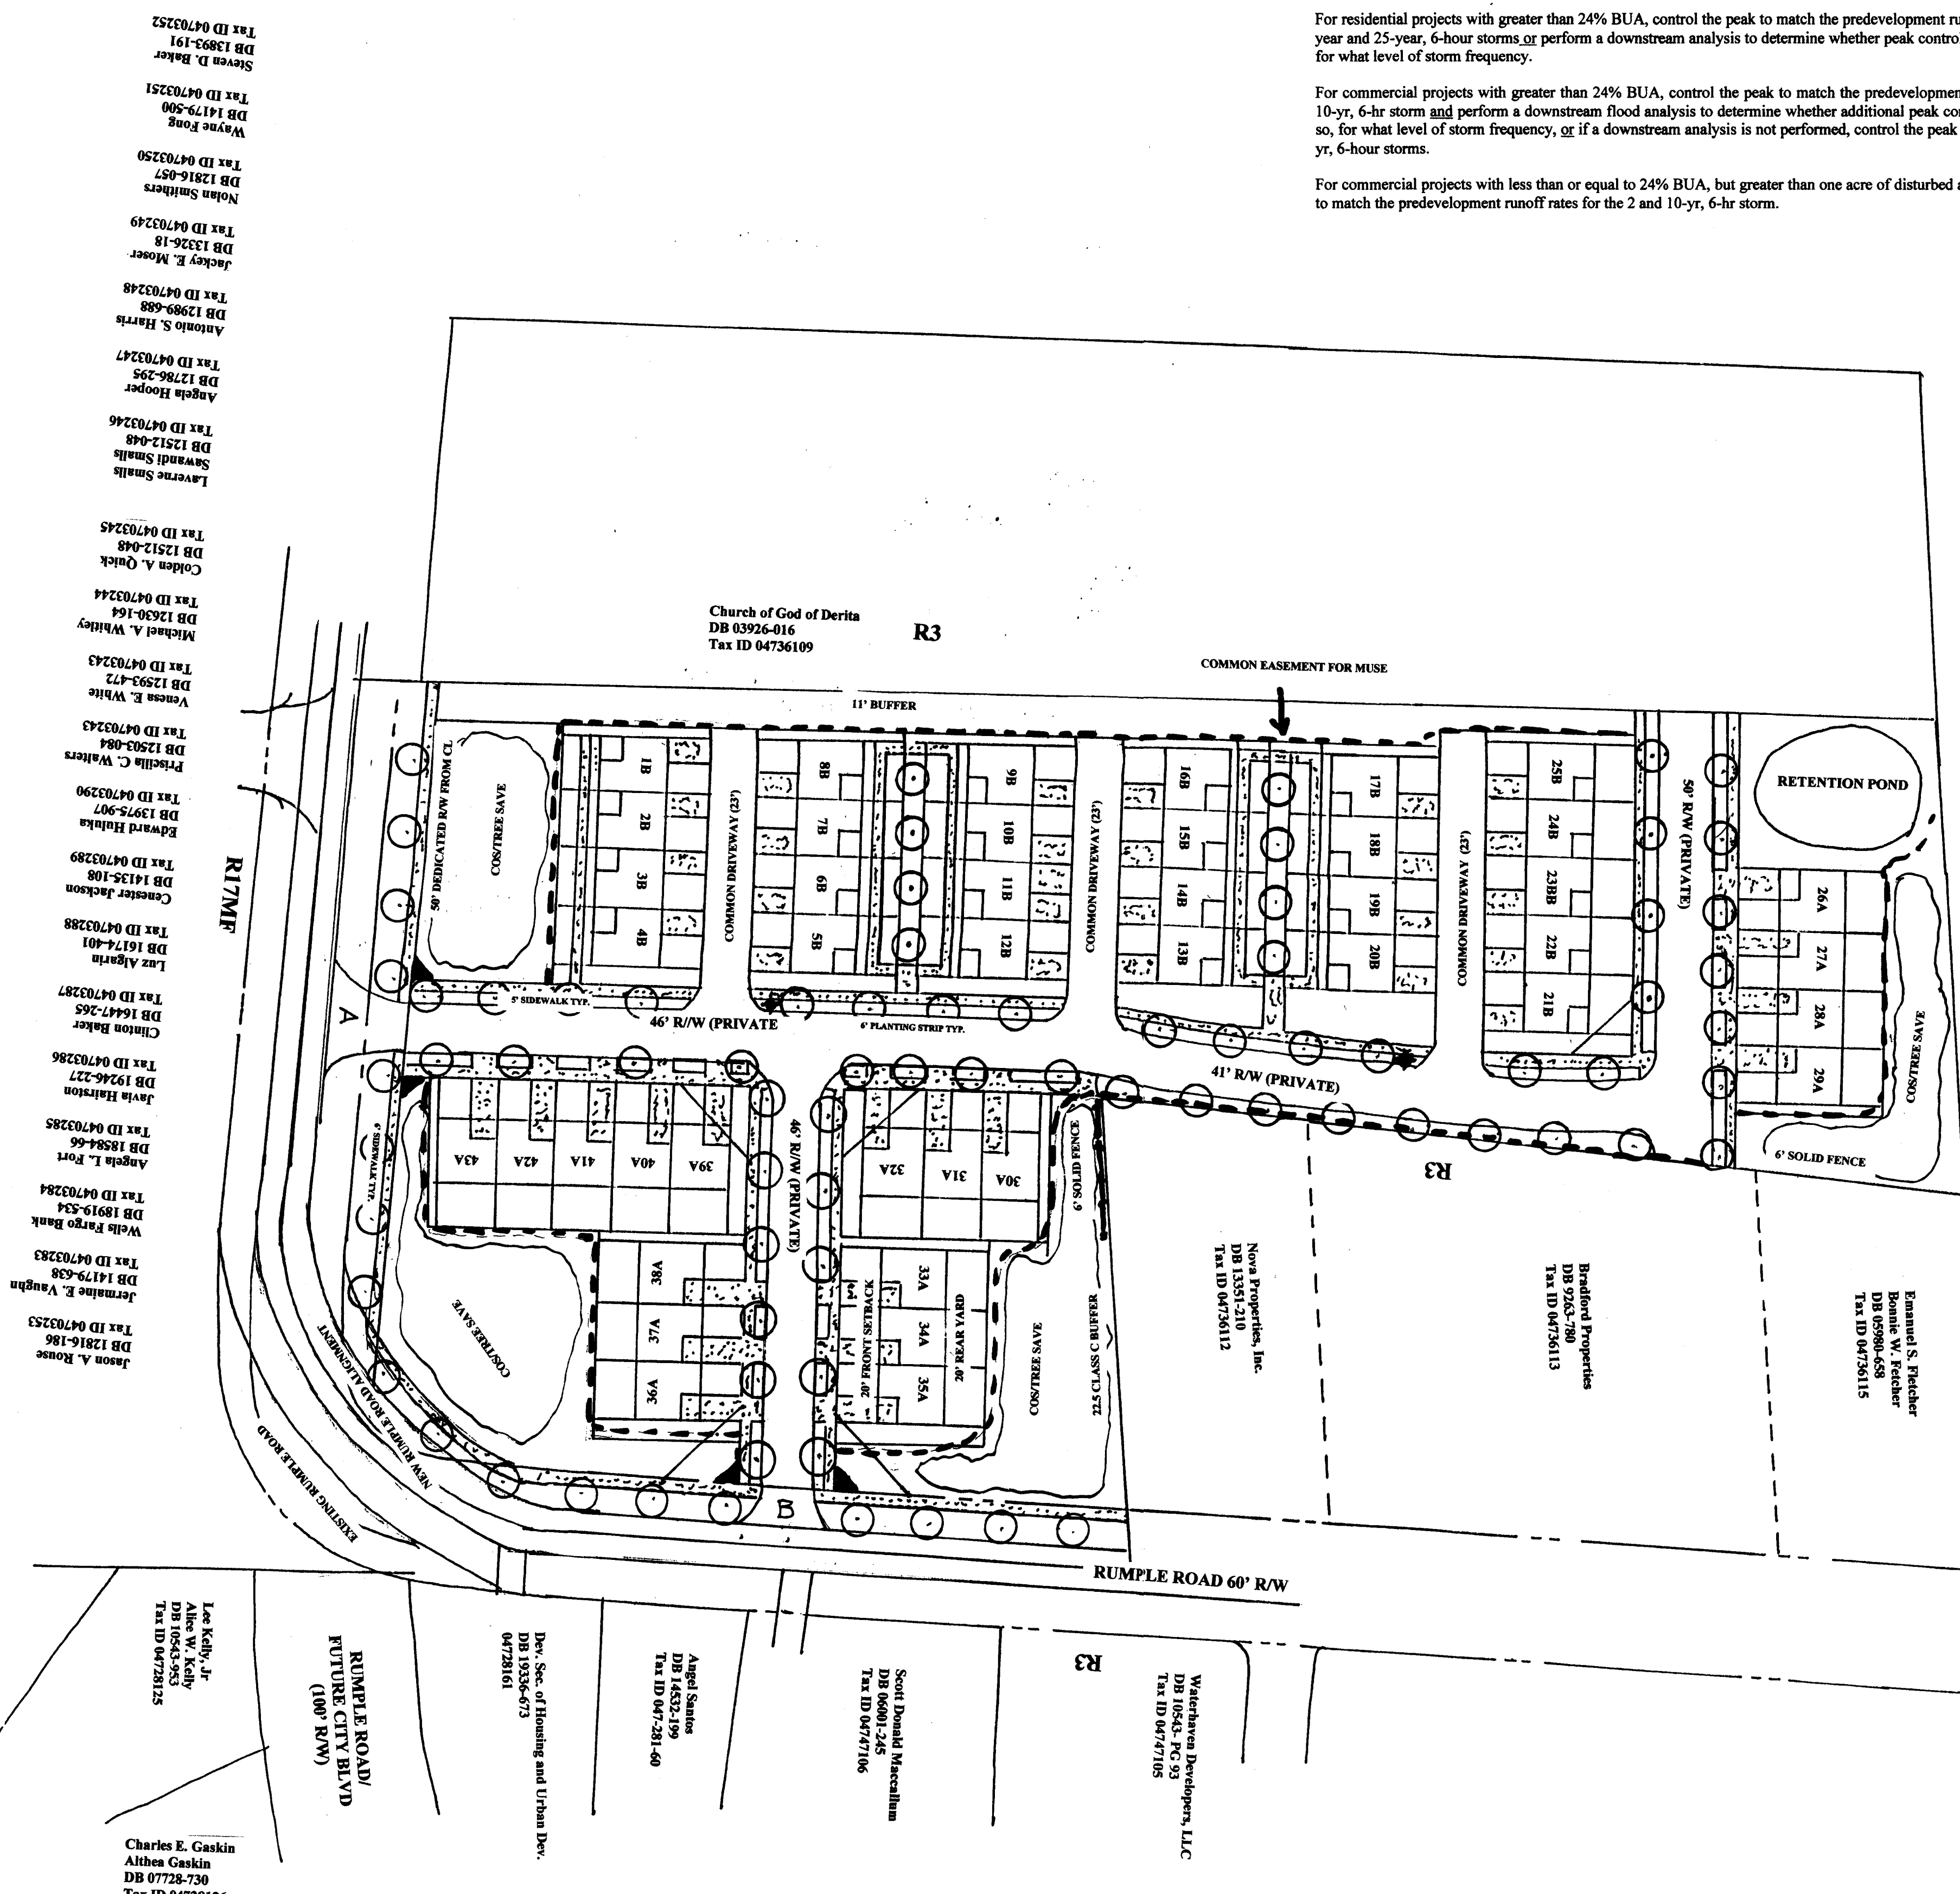 For residential projects with greater than 24% BUA, control the peak to match the predevelopment ru
year and 25-year, 6-hour storms or perform a downstream analysis to determine whether peak control
for what level of storm frequency.
For commercial projects with greater than 24% BUA, control the peak to match the predevelopmen
10-yr, 6-hr storm and perform a downstream flood analysis to determine whether additional peak con
so, for what level of storm frequency, or if a downstream analysis is not performed, control the peak
yr, 6-hour storms.
For commercial projects with less than or equal to 24% BUA, but greater than one acre of disturbed a
to match the predevelopment runoff rates for the 2 and 10-yr, 6-hr storm.
Steven D. Baker
DB 13893-191
Tax ID 04703252
Wayne Fong
DB 14179-500
Tax ID 04703251
Nolan Smithers
DB 12816-057
Tax ID 04703250
Jackey E. Moser
DB 13326-18
Tax ID 04703249
Antonio S. Harris
DB 12989-688
Tax ID 04703248
Angela Hooper
DB 12786-295
Tax ID 04703247
Laverne Smalls
Sawandi Smalls
DB 12512-048
Tax ID 04703246
Colden A. Quick
DB 12512-048
Tax ID 04703245
Michael A. Whitley
DB 12630-164
Tax ID 04703244
Venesa E. White
DB 12593-472
Tax ID 04703243
Priscilla C. Walters
DB 12503-084
Tax ID 04703243
Edward Huluka
DB 13975-907
Tax ID 04703290
Cenester Jackson
DB 14135-108
Tax ID 04703289
Luz Algarin
DB 16174-401
Tax ID 04703288
Clinton Baker
DB 16447-265
Tax ID 04703287
Javia Hairston
DB 19246-227
Tax ID 04703286
Angela L. Fort
DB 18584-66
Tax ID 04703285
Wells Fargo Bank
DB 18919-534
Tax ID 04703284
Jermaine E. Vaughn
DB 14179-638
Tax ID 04703283
Jason A. Rouse
DB 12816-186
Tax ID 04703253
R17MF
Church of God of Derita
DB 03926-016
Tax ID 04736109
R3
COMMON EASEMENT FOR MUSE
11' BUFFER
50' DEDICATED R/W FROM CL
COS/TREE SAVE
1B
2B
3B
4B
COMMON DRIVEWAY (23')
8B
7B
6B
5B
9B
10B
11B
12B
COMMON DRIVEWAY (23')
16B
15B
14B
13B
17B
18B
19B
20B
COMMON DRIVEWAY (23')
25B
24B
23BB
22B
21B
50' R/W (PRIVATE)
RETENTION POND
26A
27A
28A
29A
COS/TREE SAVE
6' SOLID FENCE
A
5' SIDEWALK TYP.
46' R//W (PRIVATE
6' PLANTING STRIP TYP.
41' R/W (PRIVATE)
6' SIDEWALK TYP.
43A
42A
41A
40A
39A
46' R//W (PRIVATE)
32A
31A
30A
6' SOLID FENCE
R3
38A
37A
36A
COS/TREE SAVE
20' FRONT SETBACK
33A
34A
35A
20' REAR YARD
COS/TREE SAVE
22.5 CLASS C BUFFER
Nova Properties, Inc.
DB 13351-210
Tax ID 04736112
Bradford Properties
DB 9263-780
Tax ID 04736113
Emanuel S. Fletcher
Bonnie W. Fetcher
DB 05980-658
Tax ID 04736115
NEW RUMPLE ROAD ALIGNMENT
EXISTING RUMPLE ROAD
B
RUMPLE ROAD 60' R/W
Lee Kelly, Jr
Alice W. Kelly
DB 10543-953
Tax ID 04728125
RUMPLE ROAD/
FUTURE CITY BLVD
(100' R/W)
Dev. Sec. of Housing and Urban Dev.
DB 19336-673
04728161
Angel Santos
DB 14532-199
Tax ID 047-281-60
Scott Donald Maccallum
DB 06001-245
Tax ID 04747106
R3
Waterhaven Developers, LLC
DB 10543- PG 93
Tax ID 04747105
Charles E. Gaskin
Althea Gaskin
DB 07728-730